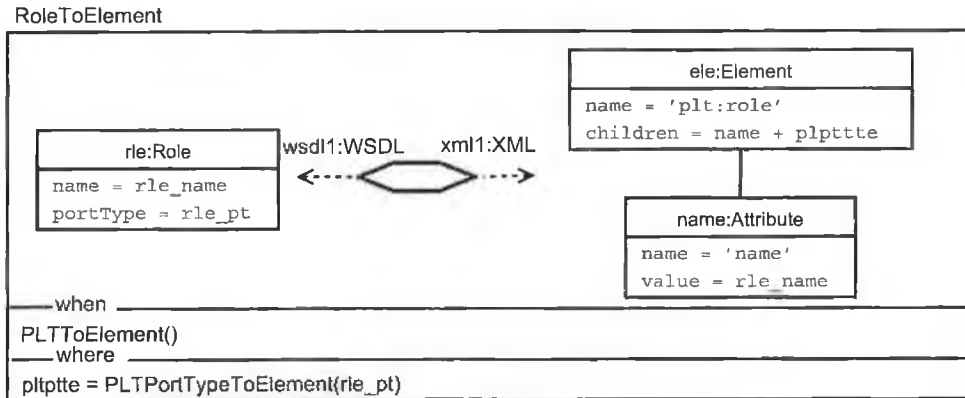 RoleToElement
ele:Element
name = 'plt:role'
children = name + plpttte
rle:Role
name = rle_name
portType = rle_pt
wsdl1:WSDL
xml1:XML
name:Attribute
name = 'name'
value = rle_name
when
PLTToElement()
where
pltptte = PLTPortTypeToElement(rle_pt)